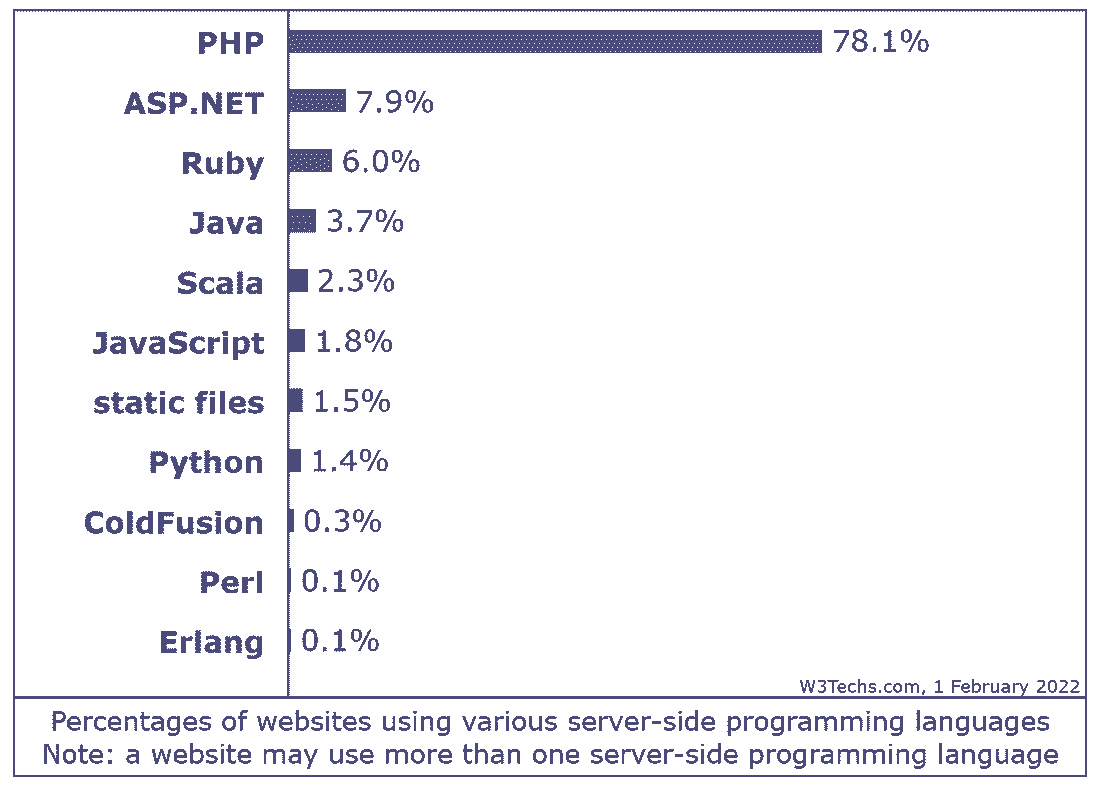 PHP 78.1%
ASP.NET 7.9%
Ruby 6.0%
Java 3.7%
Scala 2.3%
JavaScript 1.8%
static files 1.5%
Python 1.4%
ColdFusion 0.3%
Perl 0.1%
Erlang 0.1%
W3Techs.com, 1 February 2022
Percentages of websites using various server-side programming languages
Note: a website may use more than one server-side programming language